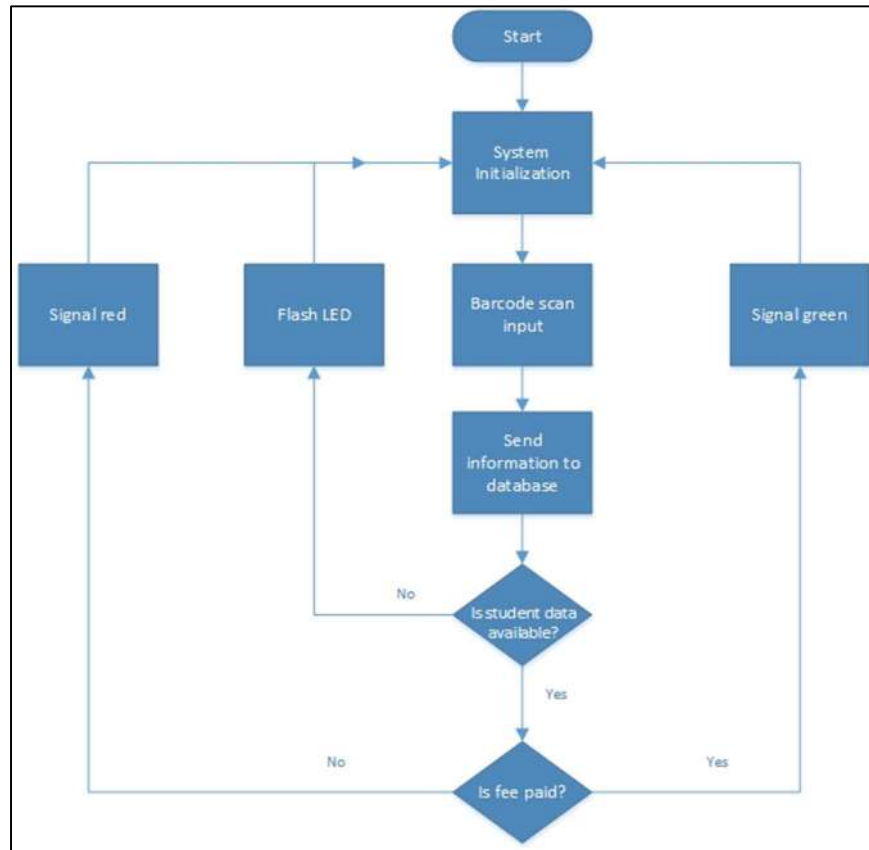 Start
System
Initialization
Signal red
Flash LED
Barcode scan
input
Signal green
Send
information to
database
No
Is student data
available?
Yes
No
Yes
Is fee paid?